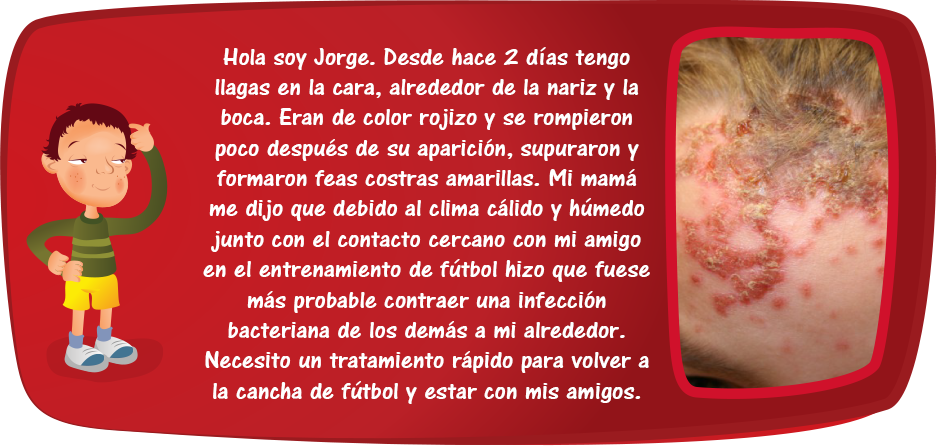 Hola soy Jorge. Desde hace 2 días tengo
llagas en la cara, alrededor de la nariz y la
boca. Eran de color rojizo y se rompieron
poco después de su aparición, supuraron y
formaron feas costras amarillas. Mi mamá
me dijo que debido al clima cálido y húmedo
junto con el contacto cercano con mi amigo
en el entrenamiento de fútbol hizo que fuese
más probable contraer una infección
bacteriana de los demás a mi alrededor.
Necesito un tratamiento rápido para volver a
la cancha de fútbol y estar con mis amigos.